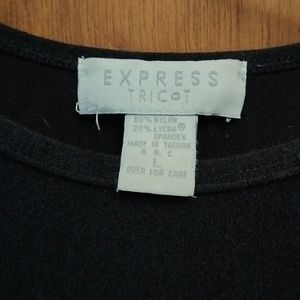 EXPRESS
TRICOT
80% NYLON
20% LYCRA®
SPANDEX
MADE IN TAIWAN
R. O. C.
L
OVER FOR CARE